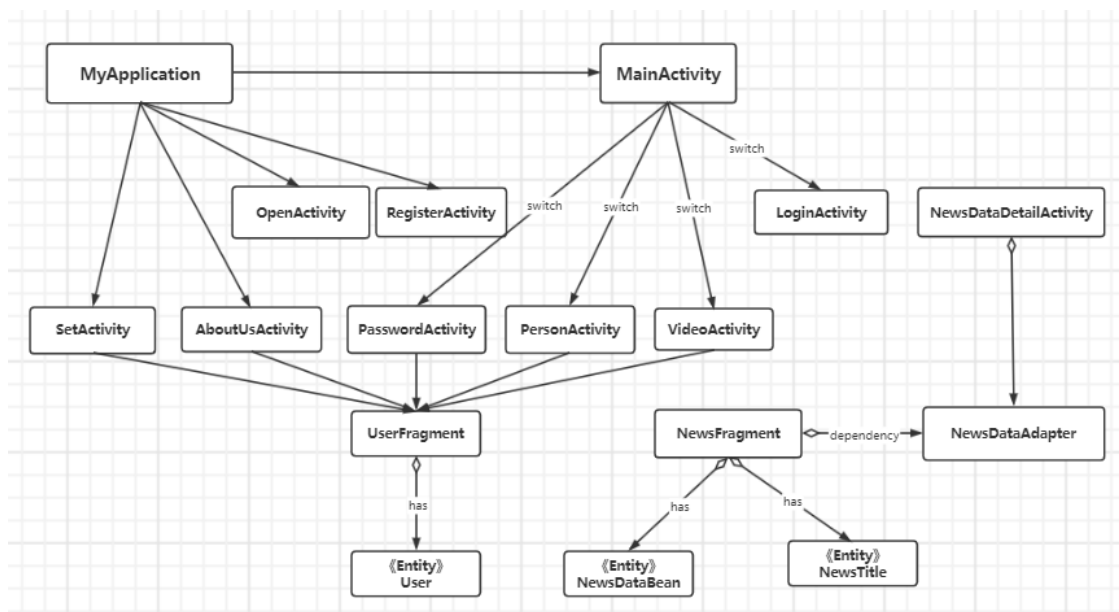 MyApplication
MainActivity
switch
OpenActivity
RegisterActivity
LoginActivity
NewsDataDetailActivity
switch
switch
switch
SetActivity
AboutUsActivity
PasswordActivity
PersonActivity
VideoActivity
UserFragment
NewsFragment
dependency
NewsDataAdapter
has
has
has
《Entity》
User
《Entity》
NewsDataBean
《Entity》
NewsTitle